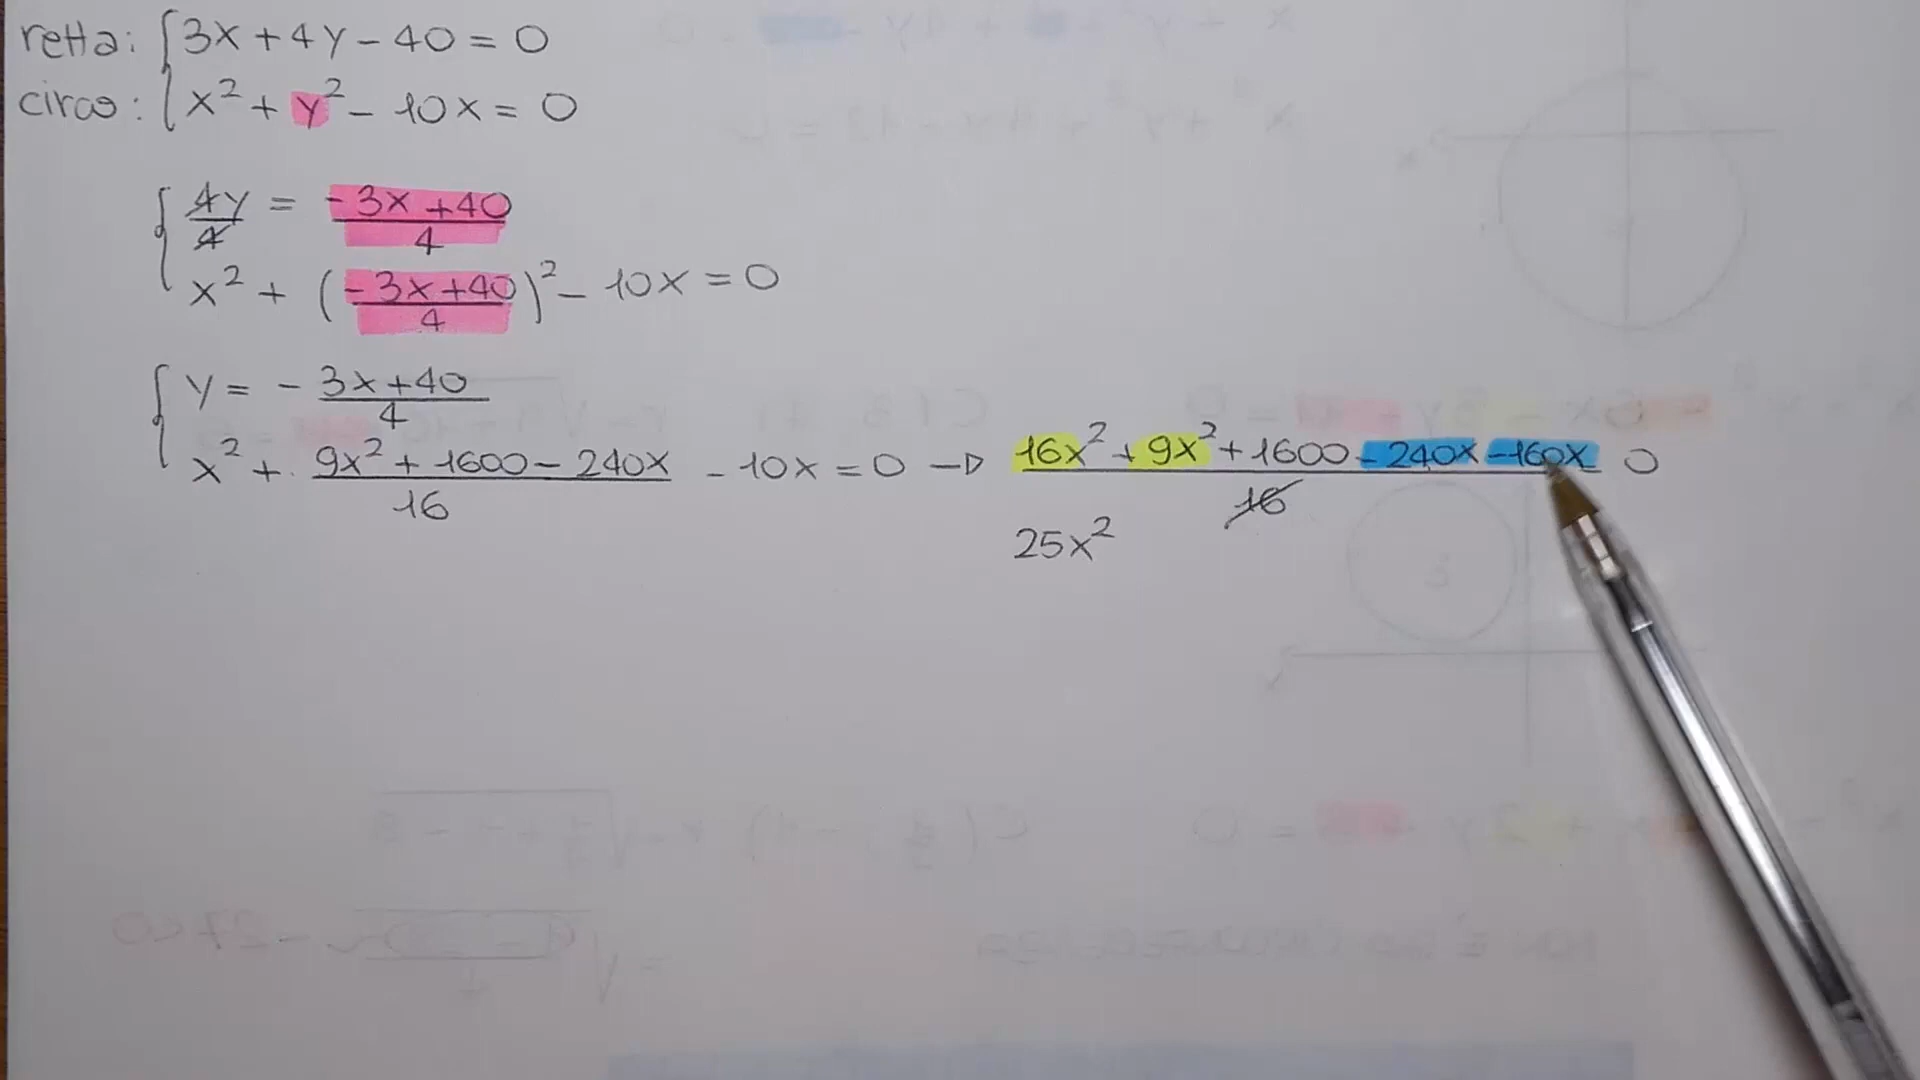 retta: { 3x + 4y - 40 = 0
circo: { x² + y² - 10x = 0
{ 4y/4 = (-3x + 40)/4
x² + ((-3x + 40)/4)² - 10x = 0
{ y = - (3x + 40)/4
x² + (9x² + 1600 - 240x)/16 - 10x = 0 → (16x² + 9x² + 1600 - 240x - 160x)/16 0
25x²